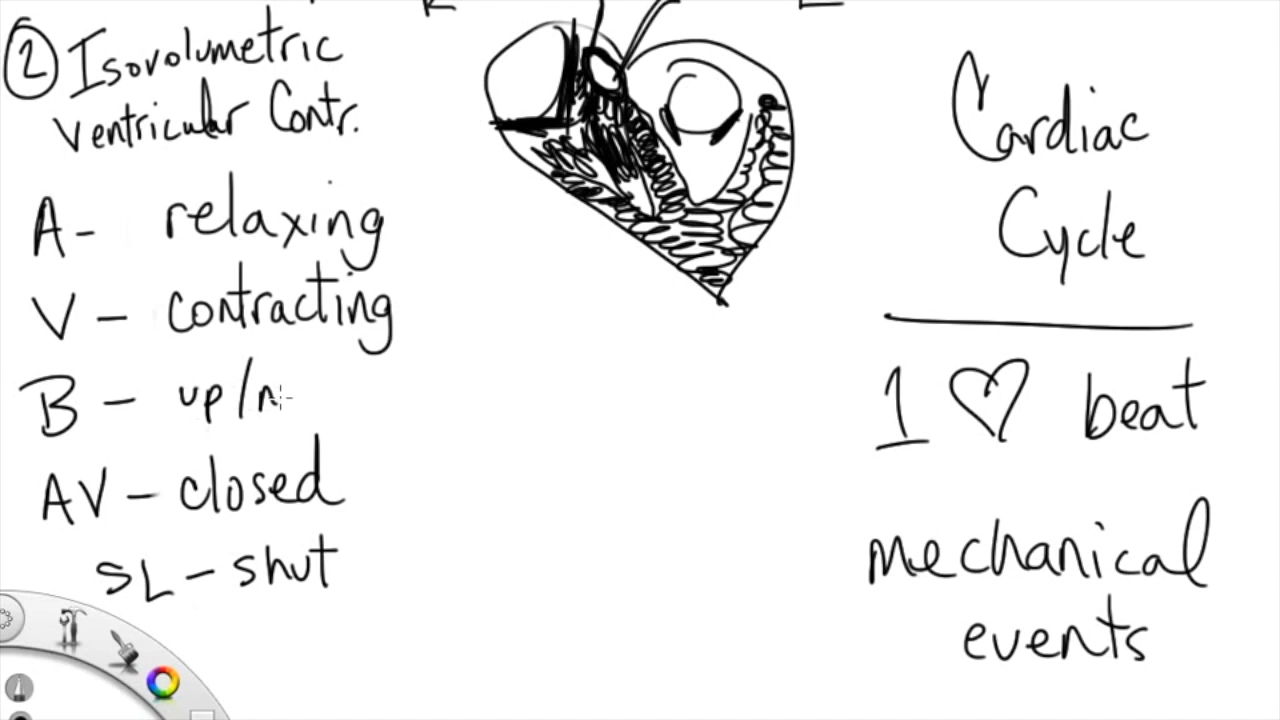 ② Isovolumetric
Ventricular Contr.
A- relaxing
V - contracting
B - up/n
AV - closed
SL - shut
Cardiac
Cycle
1 ♡ beat
mechanical
events